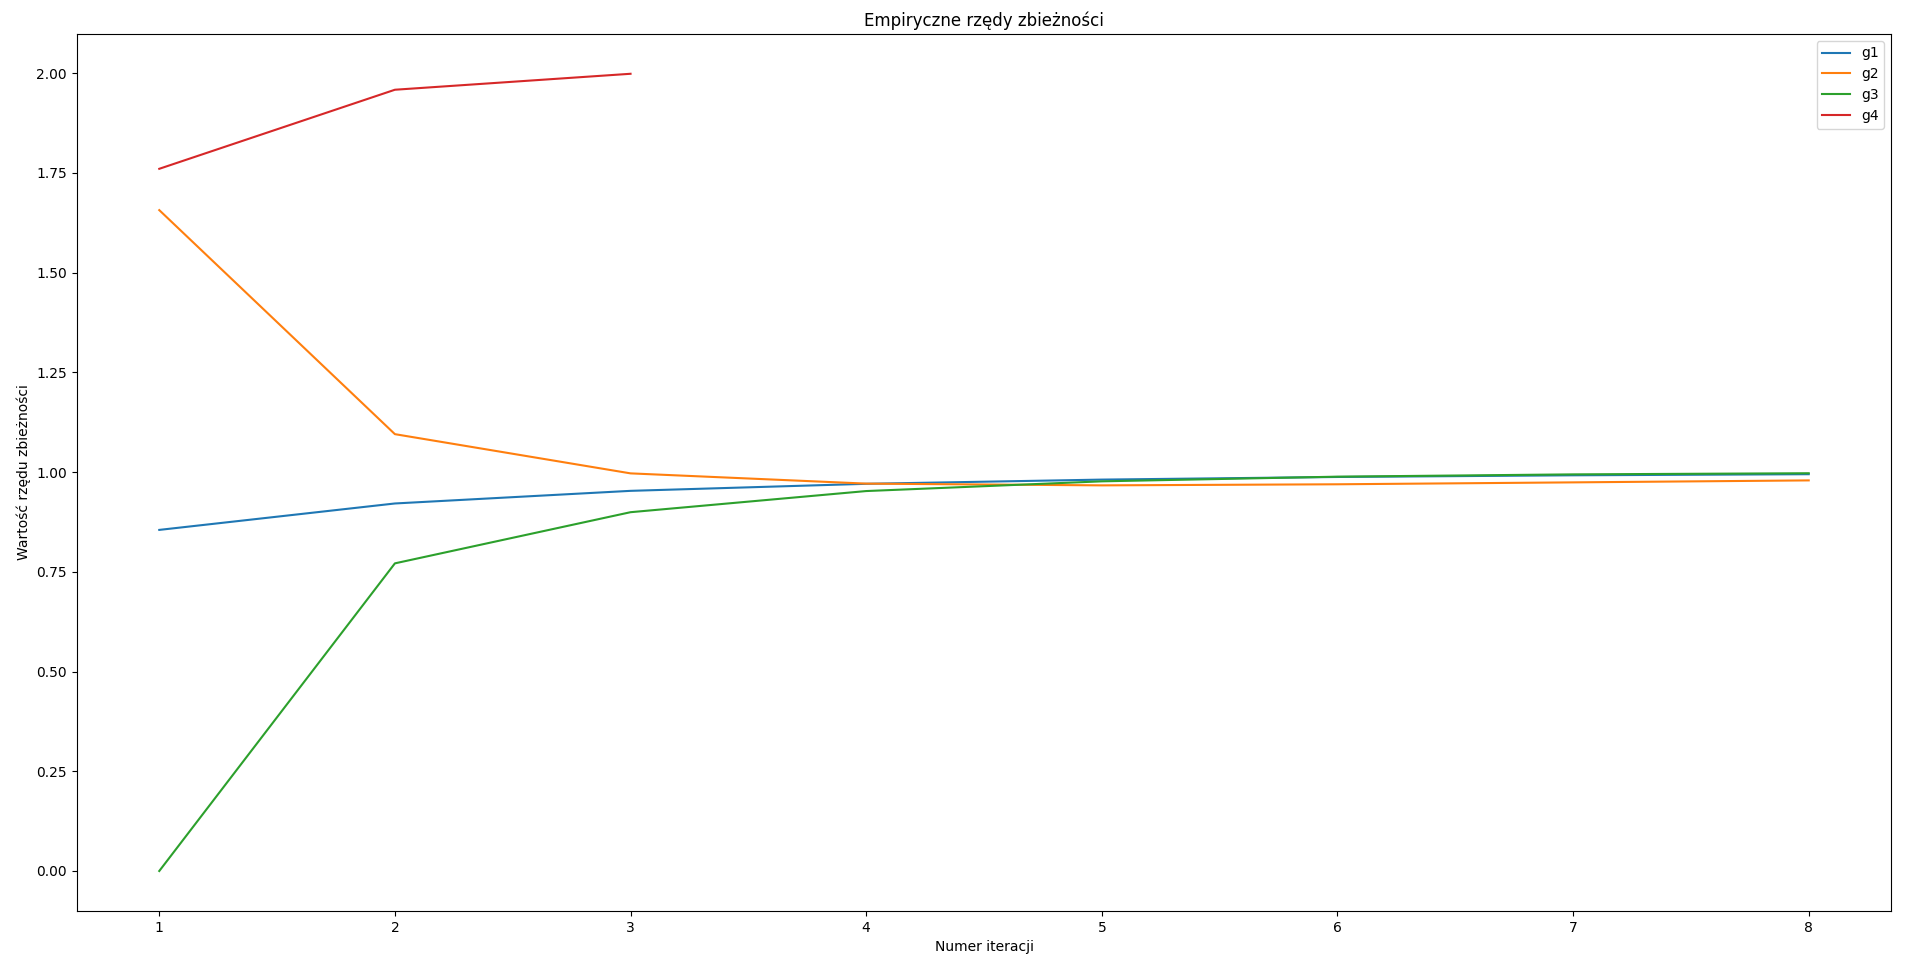 Empiryczne rzędy zbieżności
g1
g2
g3
g4
Wartość rzędu zbieżności
2.00
1.75
1.50
1.25
1.00
0.75
0.50
0.25
0.00
1 2 3 4 5 6 7 8
Numer iteracji